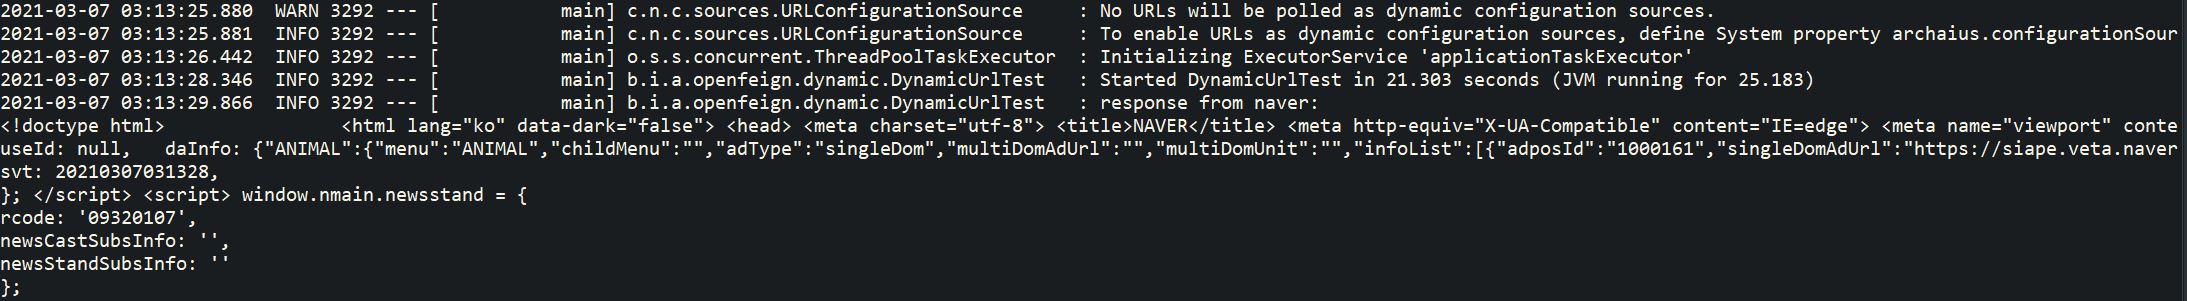 2021-03-07 03:13:25.880  WARN 3292 --- [           main] c.n.c.sources.URLConfigurationSource     : No URLs will be polled as dynamic configuration sources.
2021-03-07 03:13:25.881  INFO 3292 --- [           main] c.n.c.sources.URLConfigurationSource     : To enable URLs as dynamic configuration sources, define System property archaius.configurationSour
2021-03-07 03:13:26.442  INFO 3292 --- [           main] o.s.s.concurrent.ThreadPoolTaskExecutor  : Initializing ExecutorService 'applicationTaskExecutor'
2021-03-07 03:13:28.346  INFO 3292 --- [           main] b.i.a.openfeign.dynamic.DynamicUrlTest   : Started DynamicUrlTest in 21.303 seconds (JVM running for 25.183)
2021-03-07 03:13:29.866  INFO 3292 --- [           main] b.i.a.openfeign.dynamic.DynamicUrlTest   : response from naver:
<!doctype html>                <html lang="ko" data-dark="false"> <head> <meta charset="utf-8"> <title>NAVER</title> <meta http-equiv="X-UA-Compatible" content="IE=edge"> <meta name="viewport" conte
useId: null,   daInfo: {"ANIMAL":{"menu":"ANIMAL","childMenu":"","adType":"singleDom","multiDomAdUrl":"","multiDomUnit":"","infoList":[{"adposId":"1000161","singleDomAdUrl":"https://siape.veta.naver
svt: 20210307031328,
}; </script> <script> window.nmain.newsstand = {
rcode: '09320107',
newsCastSubsInfo: '',
newsStandSubsInfo: ''
};